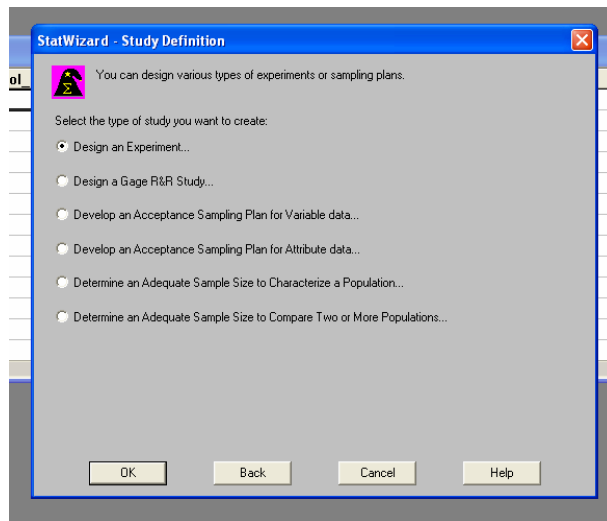 StatWizard - Study Definition
ol_
You can design various types of experiments or sampling plans.
Σ
Select the type of study you want to create:
Design an Experiment...
Design a Gage R&R Study...
Develop an Acceptance Sampling Plan for Variable data...
Develop an Acceptance Sampling Plan for Attribute data...
Determine an Adequate Sample Size to Characterize a Population...
Determine an Adequate Sample Size to Compare Two or More Populations...
OK Back Cancel Help